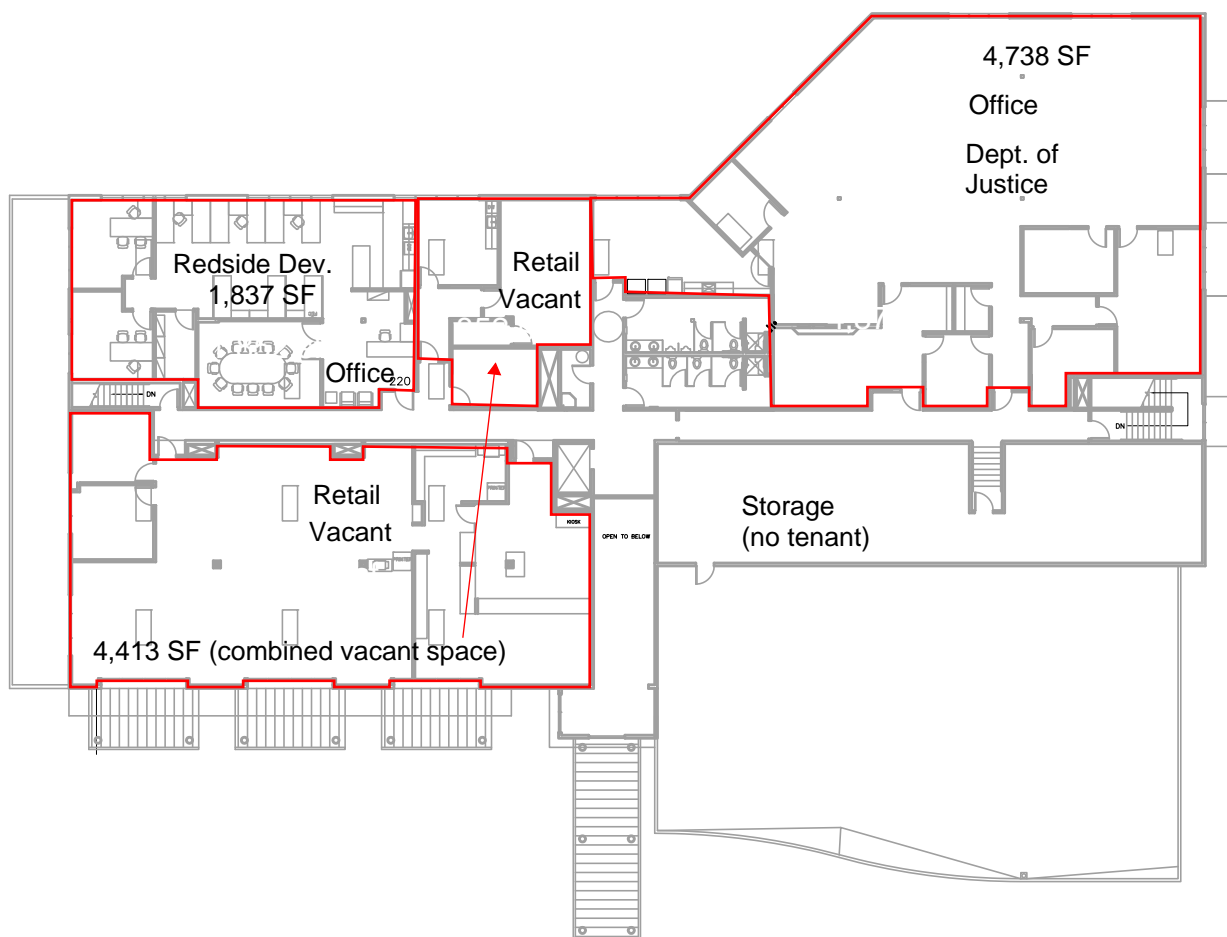 4,738 SF
Office
Dept. of
Justice
Redside Dev.
1,837 SF
Office
220
Retail
Vacant
DN
DN
Retail
Vacant
KIOSK
OPEN TO BELOW
Storage
(no tenant)
4,413 SF (combined vacant space)